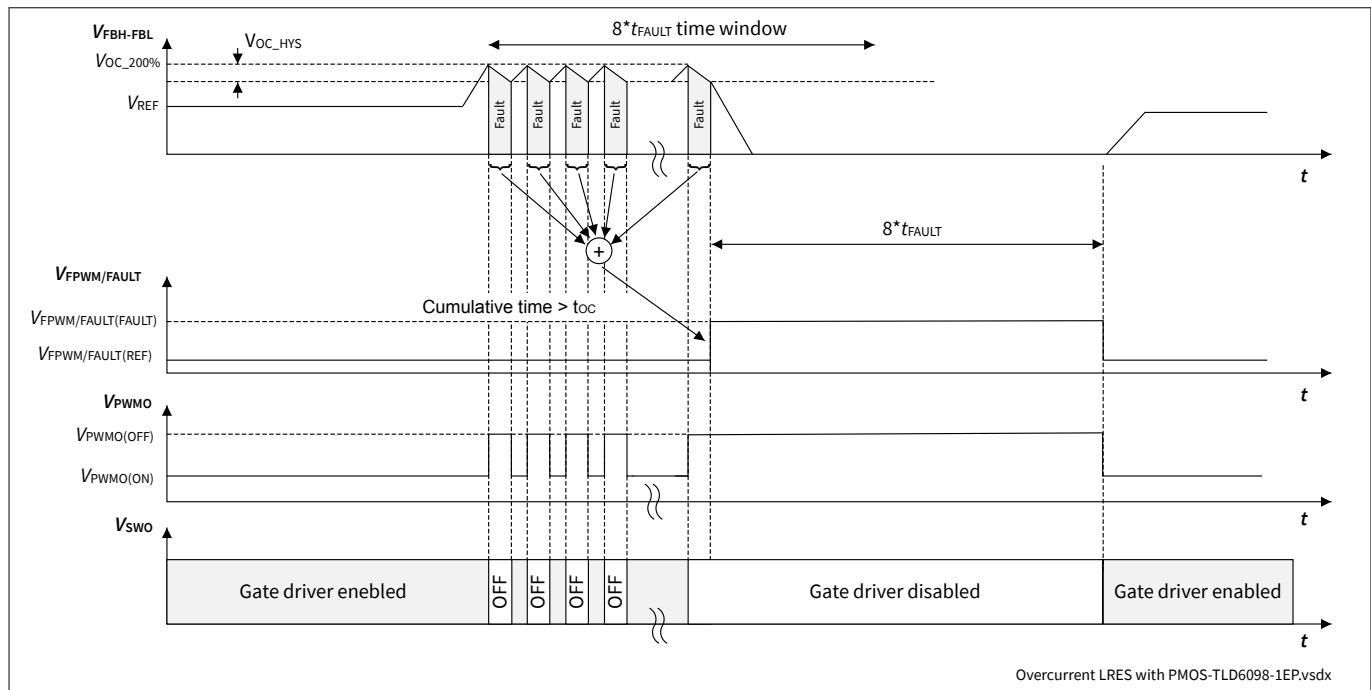 VFBH-FBL
VOC_HYS
8*tFAULT time window
VOC_200%
VREF
Fault
Fault
Fault
Fault
Fault
t
+
8*tFAULT
VFPWM/FAULT
Cumulative time > tOC
VFPWM/FAULT(FAULT)
VFPWM/FAULT(REF)
t
VPWMO
VPWMO(OFF)
VPWMO(ON)
t
VSWO
Gate driver enebled
OFF
OFF
OFF
OFF
Gate driver disabled
Gate driver enabled
t
Overcurrent LRES with PMOS-TLD6098-1EP.vsdx